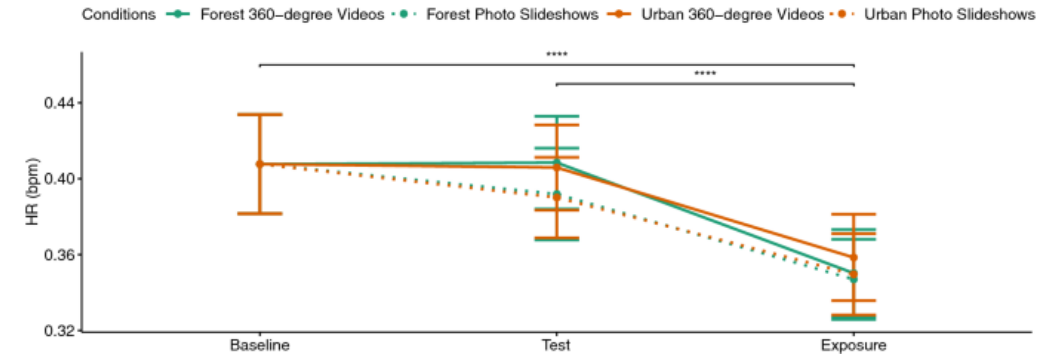 Conditions Forest 360−degree Videos Forest Photo Slideshows Urban 360−degree Videos Urban Photo Slideshows
****
****
0.44
0.40
0.36
0.32
HR (bpm)
Baseline Test Exposure